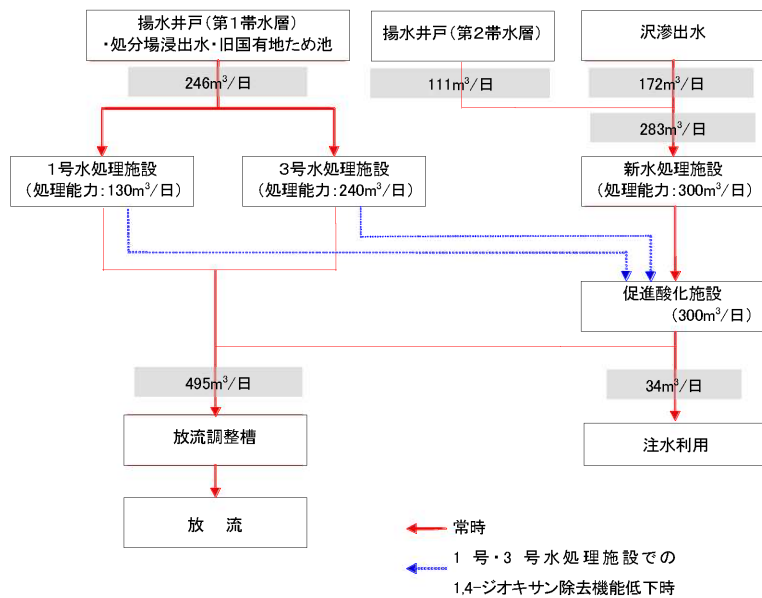 揚水井戸(第1帯水層)
・処分場浸出水・旧国有地ため池
揚水井戸(第2帯水層)
沢滲出水
246m³/日
111m³/日
172m³/日
283m³/日
1号水処理施設
(処理能力:130m³/日)
3号水処理施設
(処理能力:240m³/日)
新水処理施設
(処理能力:300m³/日)
促進酸化施設
(300m³/日)
495m³/日
34m³/日
放流調整槽
注水利用
放 流
常時
1 号・3 号水処理施設での
1,4-ジオキサン除去機能低下時